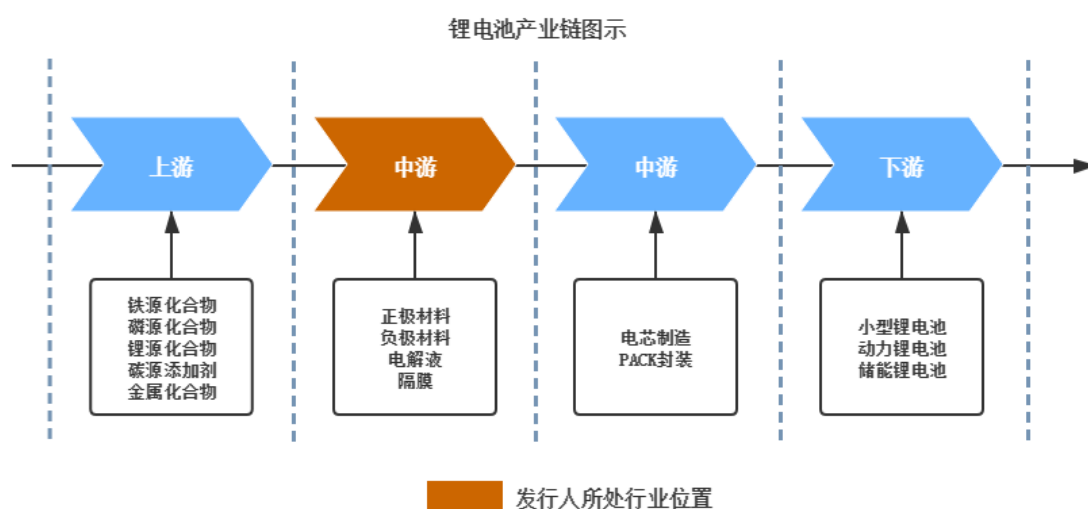 锂电池产业链图示
上游
中游
中游
下游
铁源化合物
磷源化合物
锂源化合物
碳源添加剂
金属化合物
正极材料
负极材料
电解液
隔膜
电芯制造
PACK封装
小型锂电池
动力锂电池
储能锂电池
发行人所处行业位置